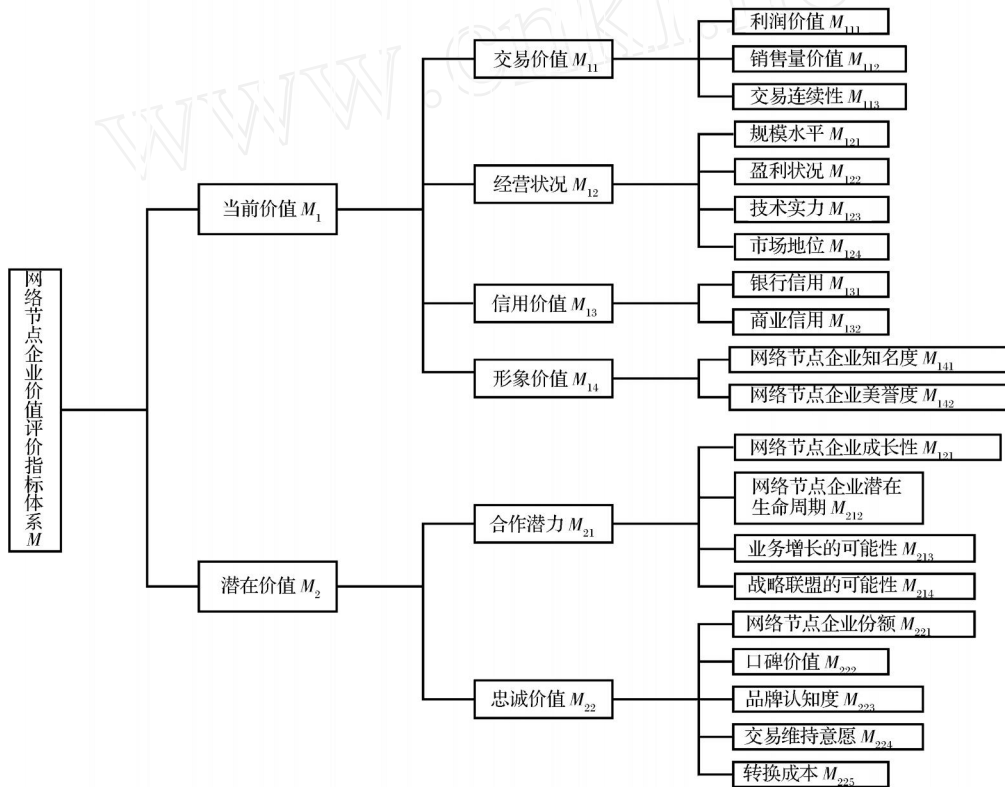 网络节点企业价值评价指标体系M
当前价值 M1
潜在价值 M2
交易价值 M11
经营状况 M12
信用价值 M13
形象价值 M14
合作潜力 M21
忠诚价值 M22
利润价值 M111
销售量价值 M112
交易连续性 M113
规模水平 M121
盈利状况 M122
技术实力 M123
市场地位 M124
银行信用 M131
商业信用 M132
网络节点企业知名度 M141
网络节点企业美誉度 M142
网络节点企业成长性 M121
网络节点企业潜在
生命周期 M212
业务增长的可能性 M213
战略联盟的可能性 M214
网络节点企业份额 M221
口碑价值 M222
品牌认知度 M223
交易维持意愿 M224
转换成本 M225